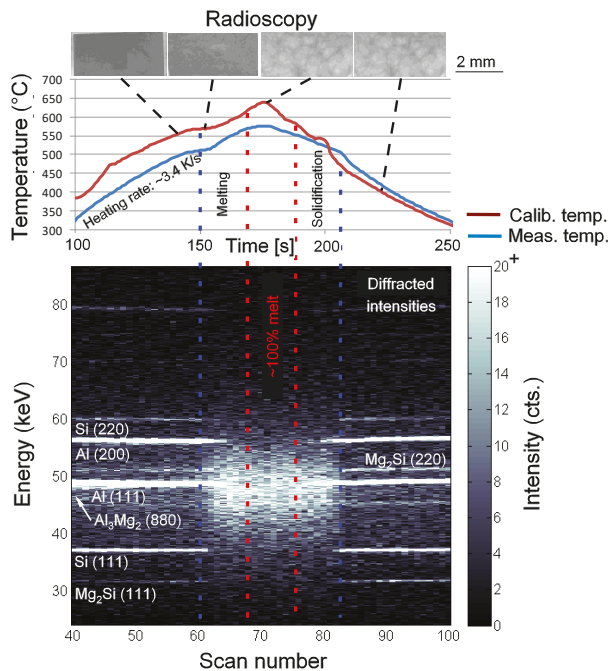 Radioscopy
2 mm
Temperature (°C)
700
650
600
550
500
450
400
350
300
Heating rate: ~3.4 K/s
Melting
Solidification
100
150
200
250
Time [s]
Calib. temp.
Meas. temp.
Diffracted
intensities
~100% melt
Energy (keV)
80
70
60
50
40
30
Si (220)
Al (200)
Al (111)
Al₃Mg₂ (880)
Si (111)
Mg₂Si (111)
Mg₂Si (220)
40
50
60
70
80
90
100
Scan number
20+
18
16
14
12
10
8
6
4
2
0
Intensity (cts.)